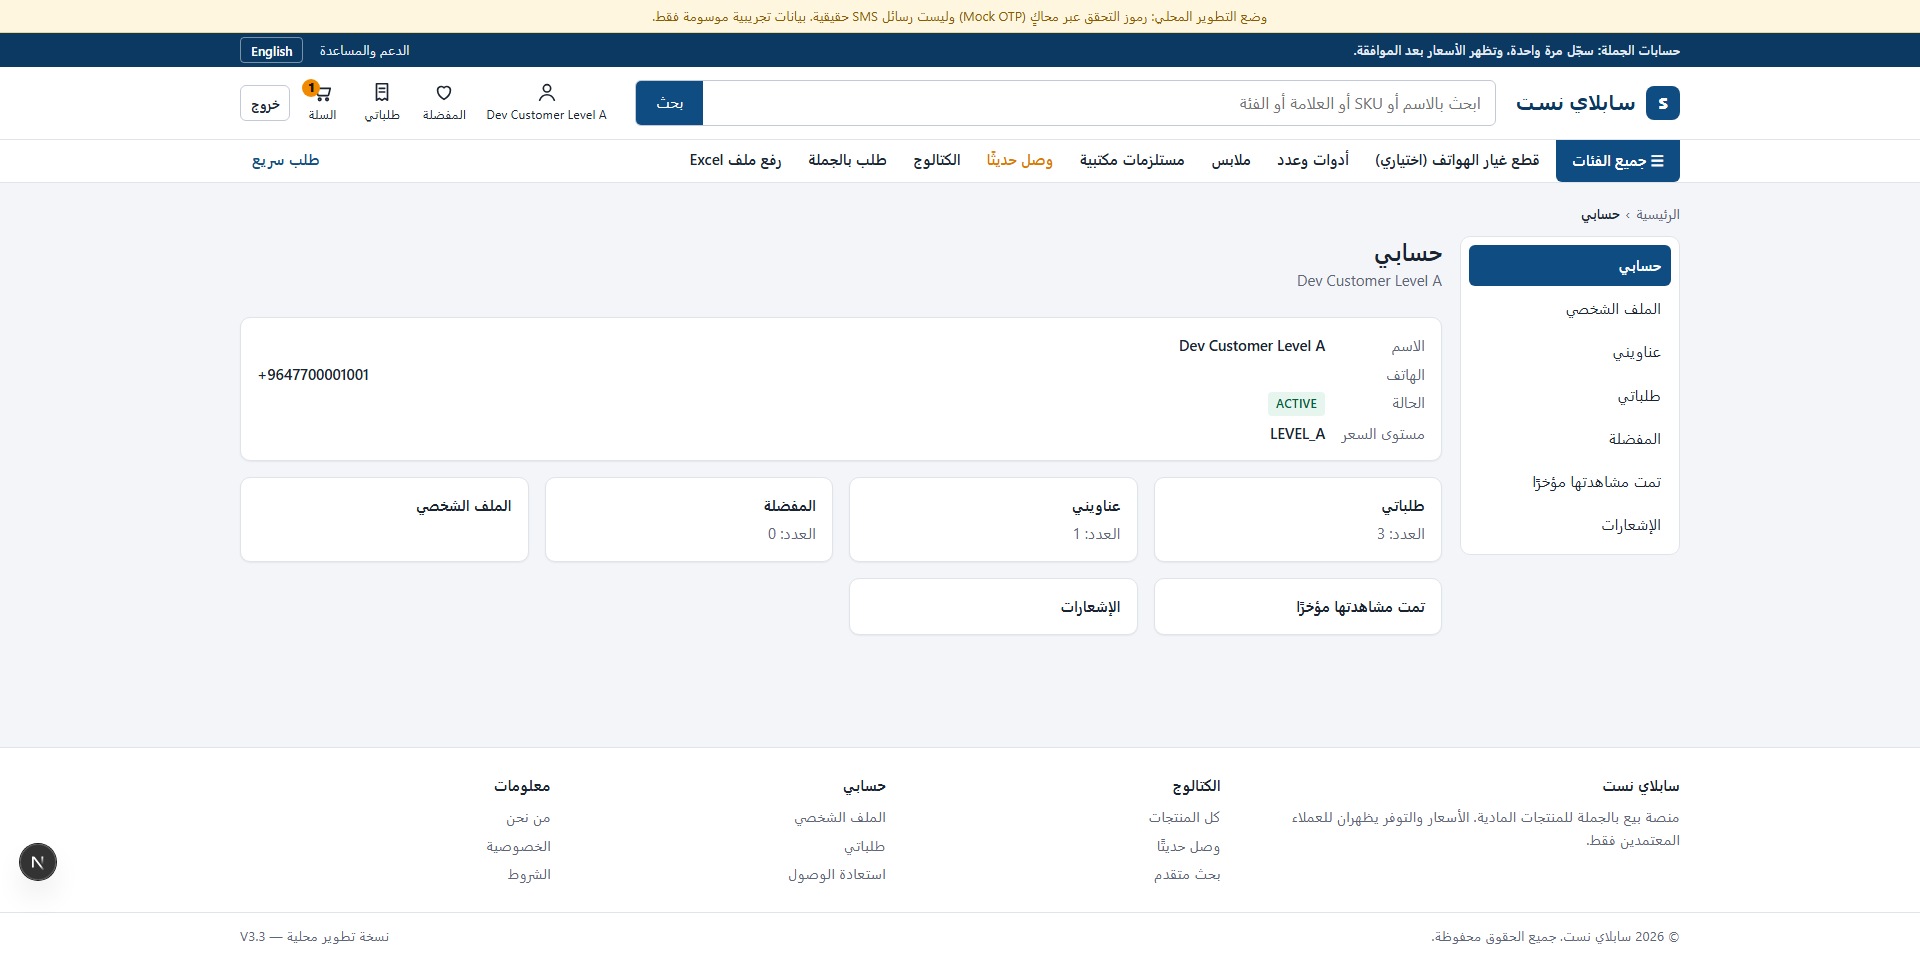 وضع التطوير المحلي: رموز التحقق عبر محاكٍ (Mock OTP) وليست رسائل SMS حقيقية. بيانات تجريبية موسومة فقط.
حسابات الجملة: سجّل مرة واحدة، وتظهر الأسعار بعد الموافقة.
الدعم والمساعدة
English
S
سابلاي نست
ابحث بالاسم أو SKU أو العلامة أو الفئة
بحث
Dev Customer Level A
المفضلة
طلباتي
1
السلة
خروج
☰ جميع الفئات
قطع غيار الهواتف (اختياري)
أدوات وعدد
ملابس
مستلزمات مكتبية
وصل حديثًا
الكتالوج
طلب بالجملة
رفع ملف Excel
طلب سريع
الرئيسية › حسابي
حسابي
الملف الشخصي
عناويني
طلباتي
المفضلة
تمت مشاهدتها مؤخرًا
الإشعارات
حسابي
Dev Customer Level A
الاسم Dev Customer Level A
الهاتف +9647700001001
الحالة ACTIVE
مستوى السعر LEVEL_A
طلباتي
العدد: 3
عناويني
العدد: 1
المفضلة
العدد: 0
الملف الشخصي
تمت مشاهدتها مؤخرًا
الإشعارات
سابلاي نست
منصة بيع بالجملة للمنتجات المادية. الأسعار والتوفر يظهران للعملاء
المعتمدين فقط.
الكتالوج
كل المنتجات
وصل حديثًا
بحث متقدم
حسابي
الملف الشخصي
طلباتي
استعادة الوصول
معلومات
من نحن
الخصوصية
الشروط
N
© 2026 سابلاي نست. جميع الحقوق محفوظة.
نسخة تطوير محلية — V3.3